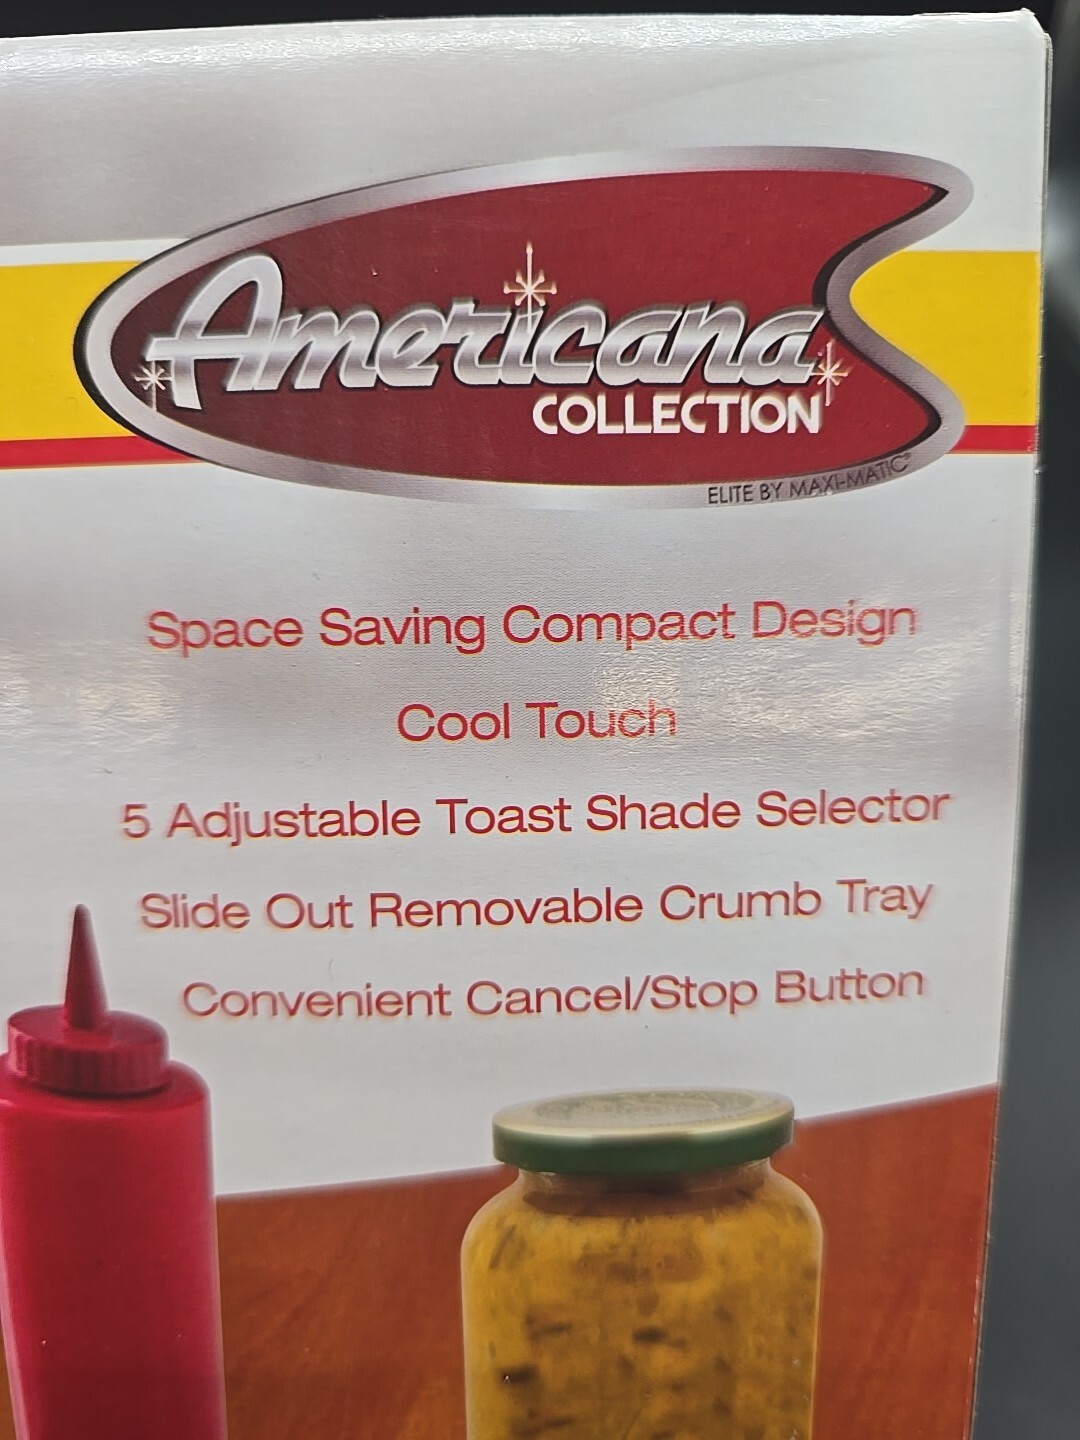 Americana
COLLECTION
ELITE BY MAXI-MATIC®
Space Saving Compact Design
Cool Touch
5 Adjustable Toast Shade Selector
Slide Out Removable Crumb Tray
Convenient Cancel/Stop Button